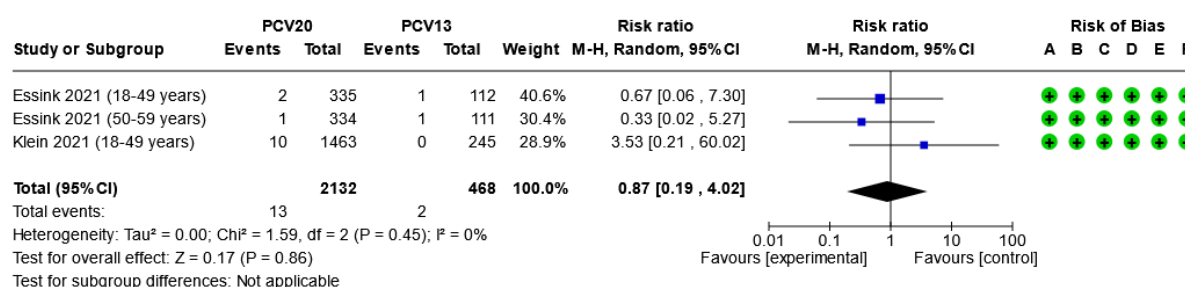 PCV20 PCV13 Risk ratio Risk ratio Risk of Bias
Study or Subgroup Events Total Events Total Weight M-H, Random, 95% CI M-H, Random, 95% CI A B C D E F
Essink 2021 (18-49 years) 2 335 1 112 40.6% 0.67 [0.06 , 7.30] + + + + + +
Essink 2021 (50-59 years) 1 334 1 111 30.4% 0.33 [0.02 , 5.27] + + + + + +
Klein 2021 (18-49 years) 10 1463 0 245 28.9% 3.53 [0.21 , 60.02] + + + + + +
Total (95% CI) 2132 468 100.0% 0.87 [0.19 , 4.02]
Total events: 13 2
Heterogeneity: Tau² = 0.00; Chi² = 1.59, df = 2 (P = 0.45); I² = 0%
Test for overall effect: Z = 0.17 (P = 0.86)
Test for subgroup differences: Not applicable
0.01 0.1 1 10 100
Favours [experimental] Favours [control]